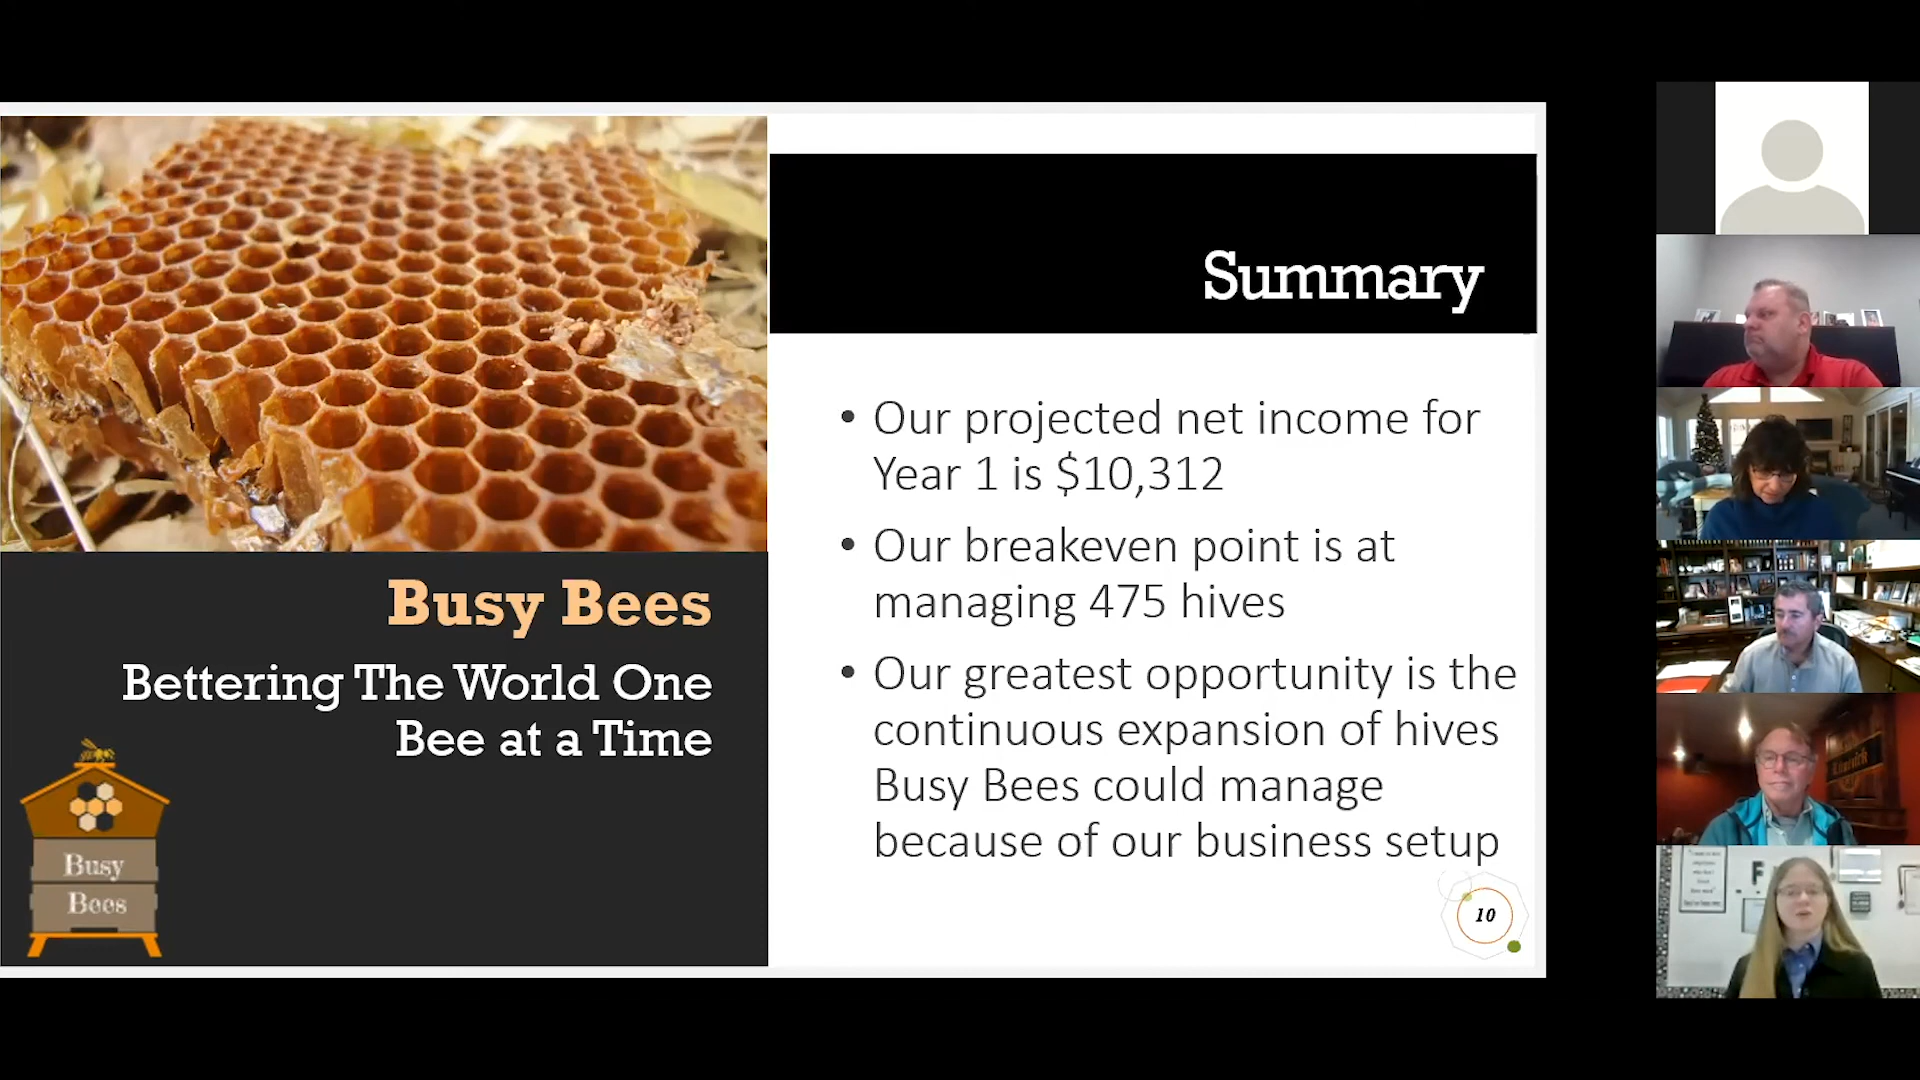 Summary
Our projected net income for
Year 1 is $10,312
Our breakeven point is at
managing 475 hives
Our greatest opportunity is the
continuous expansion of hives
Busy Bees could manage
because of our business setup
10
Busy Bees
Bettering The World One
Bee at a Time
Busy
Bees